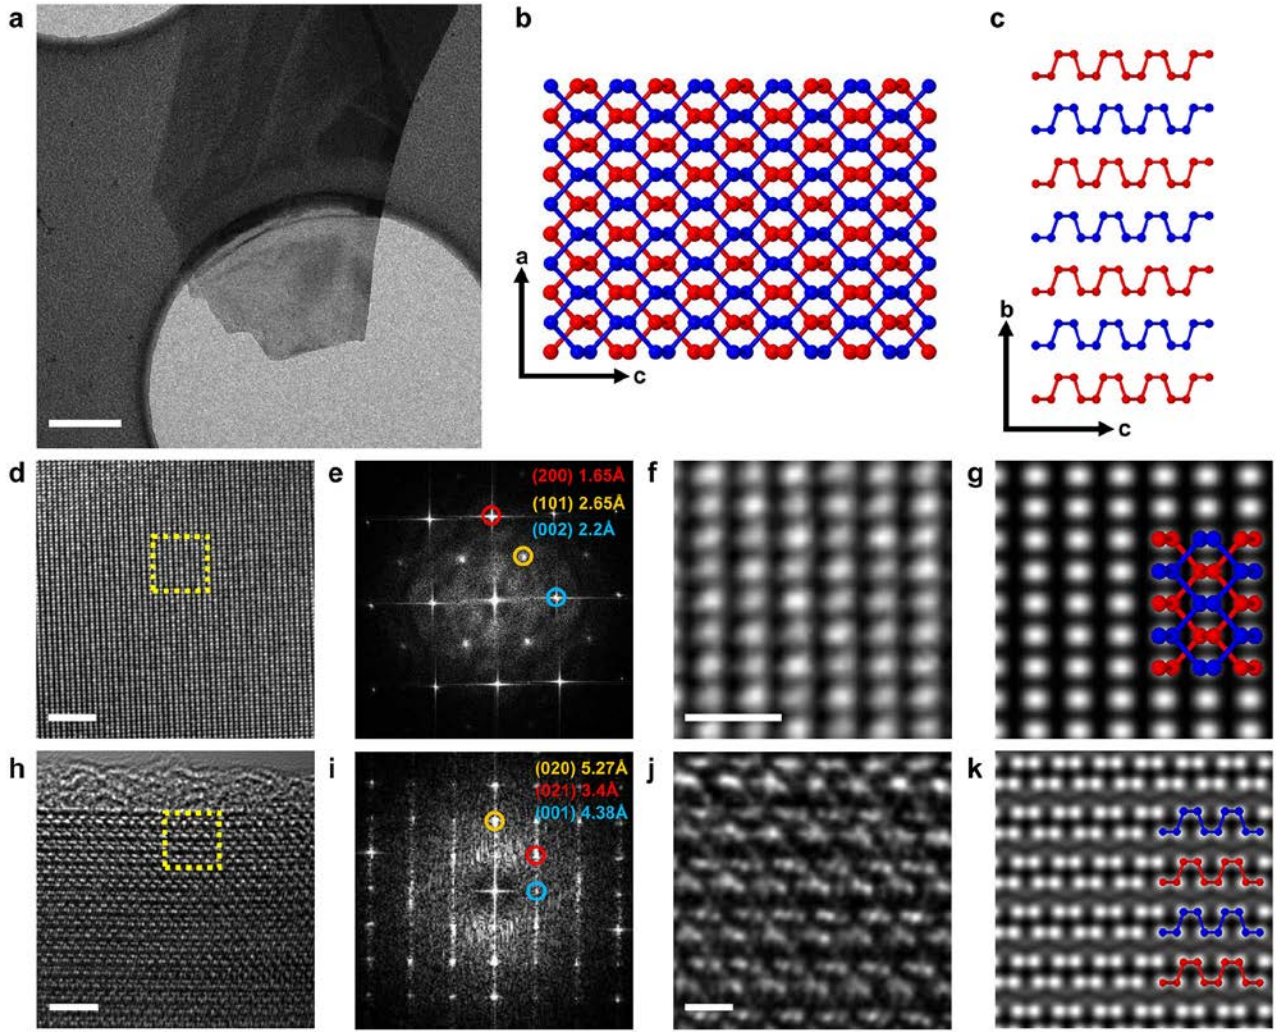 a
b
c
a
c
b
c
d
e
(200) 1.65Å
(101) 2.65Å
(002) 2.2Å
f
g
h
i
(020) 5.27Å
(021) 3.4Å
(001) 4.38Å
j
k